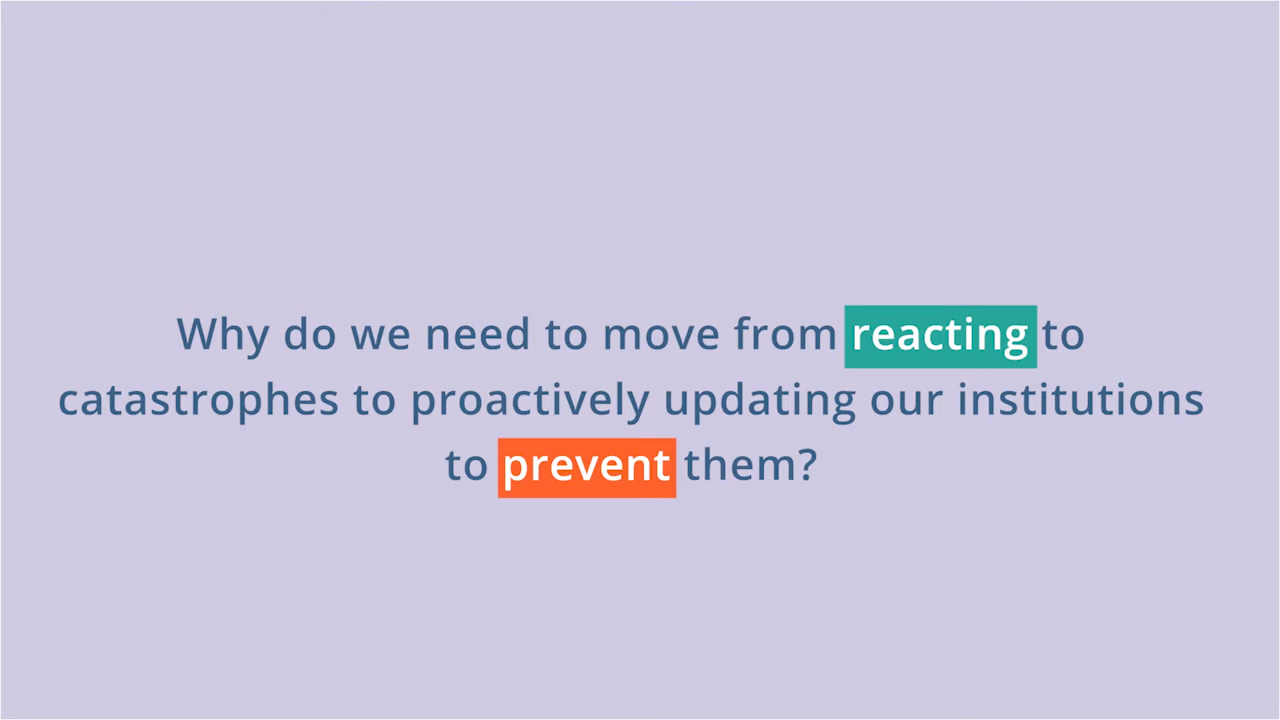 Why do we need to move from reacting to
catastrophes to proactively updating our institutions
to prevent them?